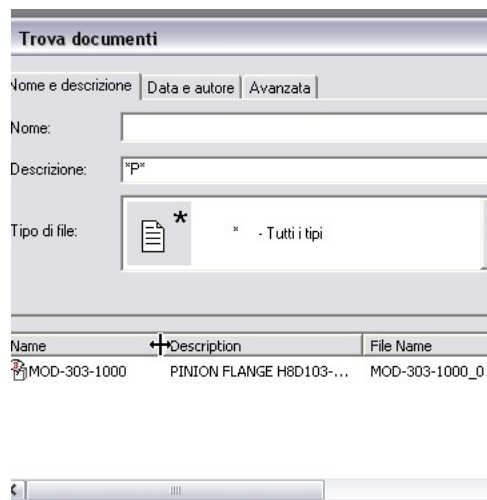 Trova documenti
Nome e descrizione Data e autore Avanzata
Nome:
Descrizione: *P*
Tipo di file: * * - Tutti i tipi
Name Description File Name
MOD-303-1000 PINION FLANGE H8D103-... MOD-303-1000_0